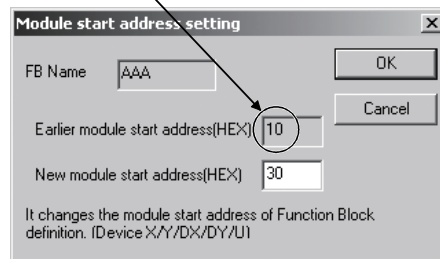 Module start address setting
FB Name AAA
OK
Cancel
Earlier module start address(HEX) 10
New module start address(HEX) 30
It changes the module start address of Function Block
definition. (Device X/Y/DX/DY/U)